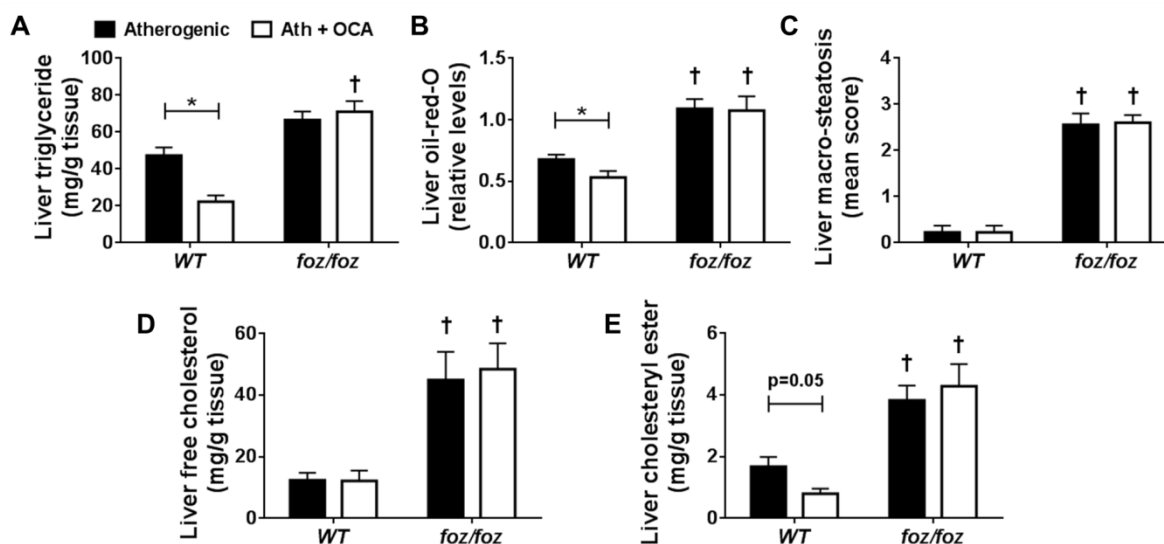 A
Atherogenic
Ath + OCA
Liver triglyceride
(mg/g tissue)
100
80
60
40
20
0
*
†
WT
foz/foz
B
Liver oil-red-O
(relative levels)
1.5
1.0
0.5
0.0
*
†
†
WT
foz/foz
C
Liver macro-steatosis
(mean score)
4
3
2
1
0
†
†
WT
foz/foz
D
Liver free cholesterol
(mg/g tissue)
60
40
20
0
†
†
WT
foz/foz
E
Liver cholesteryl ester
(mg/g tissue)
6
4
2
0
p=0.05
†
†
WT
foz/foz